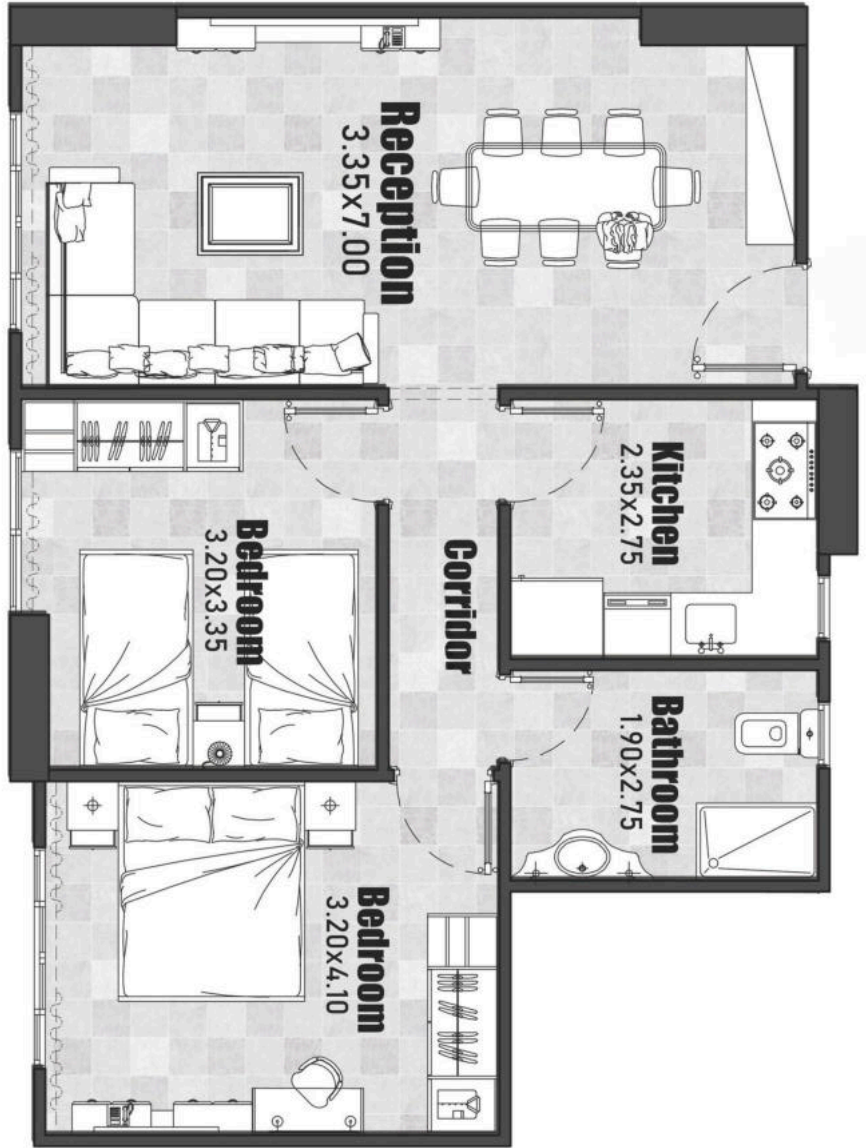 Reception
3.35x7.00
Kitchen
2.35x2.75
Bedroom
3.20x3.35
Corridor
Bathroom
1.90x2.75
Bedroom
3.20x4.10